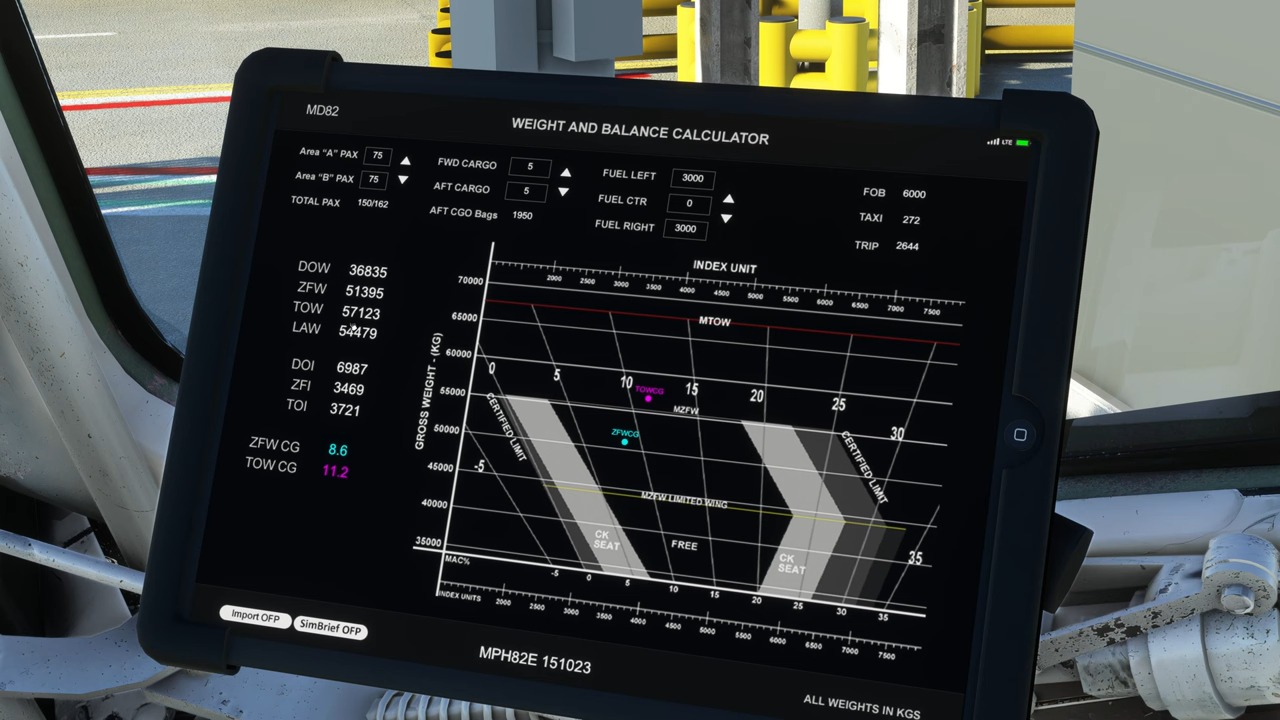 MD82
WEIGHT AND BALANCE CALCULATOR
LTE
Area "A" PAX 75
Area "B" PAX 75
TOTAL PAX 150/162
FWD CARGO 5
AFT CARGO 5
AFT CGO Bags 1950
FUEL LEFT 3000
FUEL CTR 0
FUEL RIGHT 3000
FOB 6000
TAXI 272
TRIP 2644
DOW 36835
ZFW 51395
TOW 57123
LAW 54479
DOI 6987
ZFI 3469
TOI 3721
ZFW CG 8.6
TOW CG 11.2
INDEX UNIT
2000 2500 3000 3500 4000 4500 5000 5500 6000 6500 7000 7500
GROSS WEIGHT - (KG)
70000
65000
60000
55000
50000
45000
40000
35000
MTOW
0 5 10 15 20 25 30
TOWCG
MZFW
ZFWCG
CERTIFIED LIMIT
CERTIFIED LIMIT
-5
MZFW LIMITED WING
CK
SEAT
FREE
CK
SEAT
35
MAC%
-5 0 5 10 15 20 25 30 35
INDEX UNITS
2000 2500 3000 3500 4000 4500 5000 5500 6000 6500 7000 7500
Import OFP
SimBrief OFP
MPH82E 151023
ALL WEIGHTS IN KGS